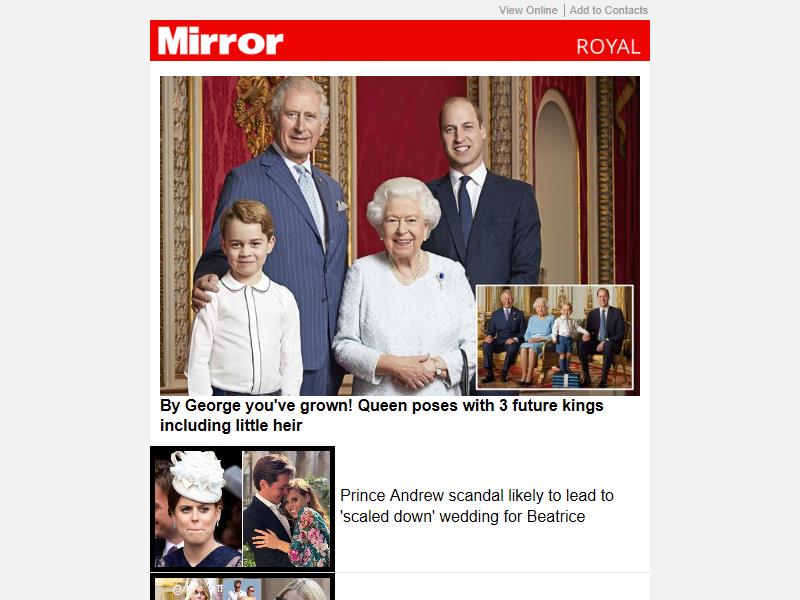 View Online | Add to Contacts
Mirror ROYAL
By George you've grown! Queen poses with 3 future kings
including little heir
Prince Andrew scandal likely to lead to
'scaled down' wedding for Beatrice